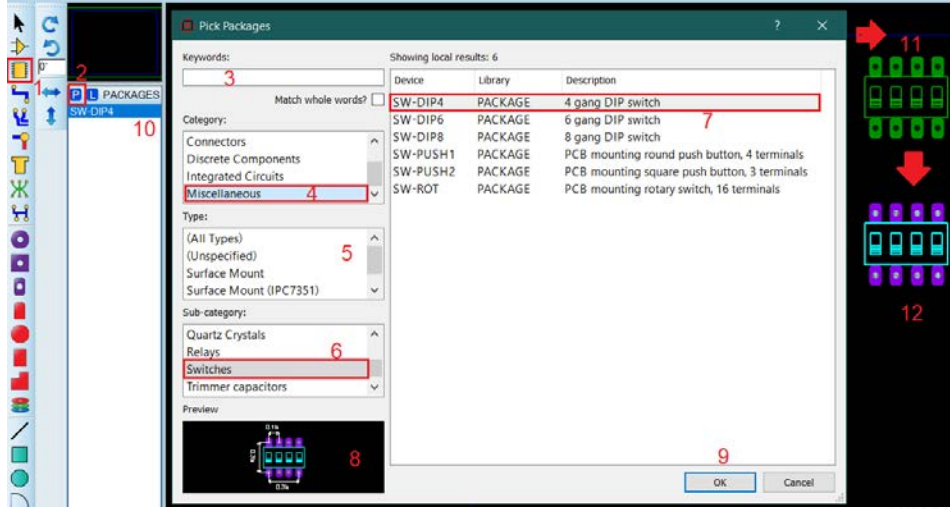 Pick Packages
?
Keywords:
Showing local results: 6
3
Match whole words?
Device Library Description
SW-DIP4 PACKAGE 4 gang DIP switch
SW-DIP6 PACKAGE 6 gang DIP switch
SW-DIP8 PACKAGE 8 gang DIP switch
SW-PUSH1 PACKAGE PCB mounting round push button, 4 terminals
SW-PUSH2 PACKAGE PCB mounting square push button, 3 terminals
SW-ROT PACKAGE PCB mounting rotary switch, 16 terminals
7
Category:
Connectors
Discrete Components
Integrated Circuits
Miscellaneous
4
Type:
(All Types)
(Unspecified)
Surface Mount
Surface Mount (IPC7351)
5
Sub-category:
Quartz Crystals
Relays
Switches
Trimmer capacitors
6
Preview
0.1in
0.3in
8
9
OK
Cancel
0°
1
2
P L PACKAGES
SW-DIP4
10
11
12